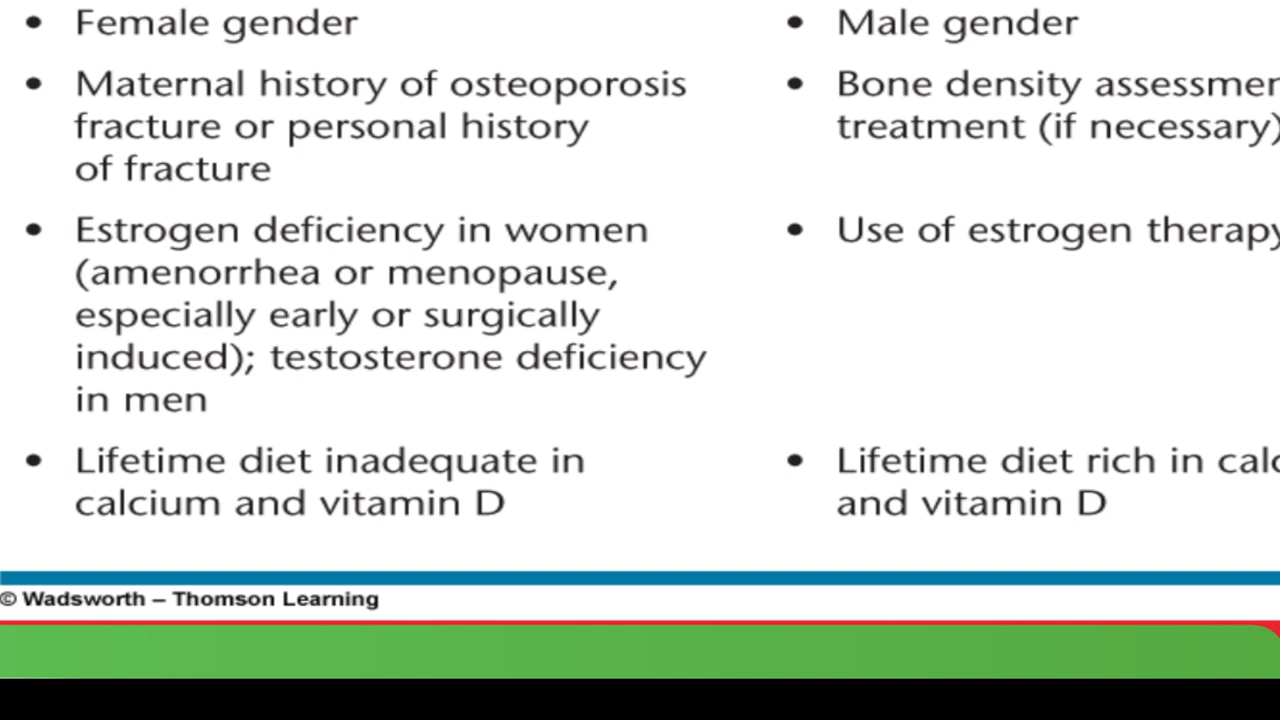 • Female gender
• Maternal history of osteoporosis
fracture or personal history
of fracture
• Estrogen deficiency in women
(amenorrhea or menopause,
especially early or surgically
induced); testosterone deficiency
in men
• Lifetime diet inadequate in
calcium and vitamin D
• Male gender
• Bone density
treatment (if necessary)
• Use of estrogen therapy
• Lifetime diet rich in
and vitamin D
© Wadsworth – Thomson Learning